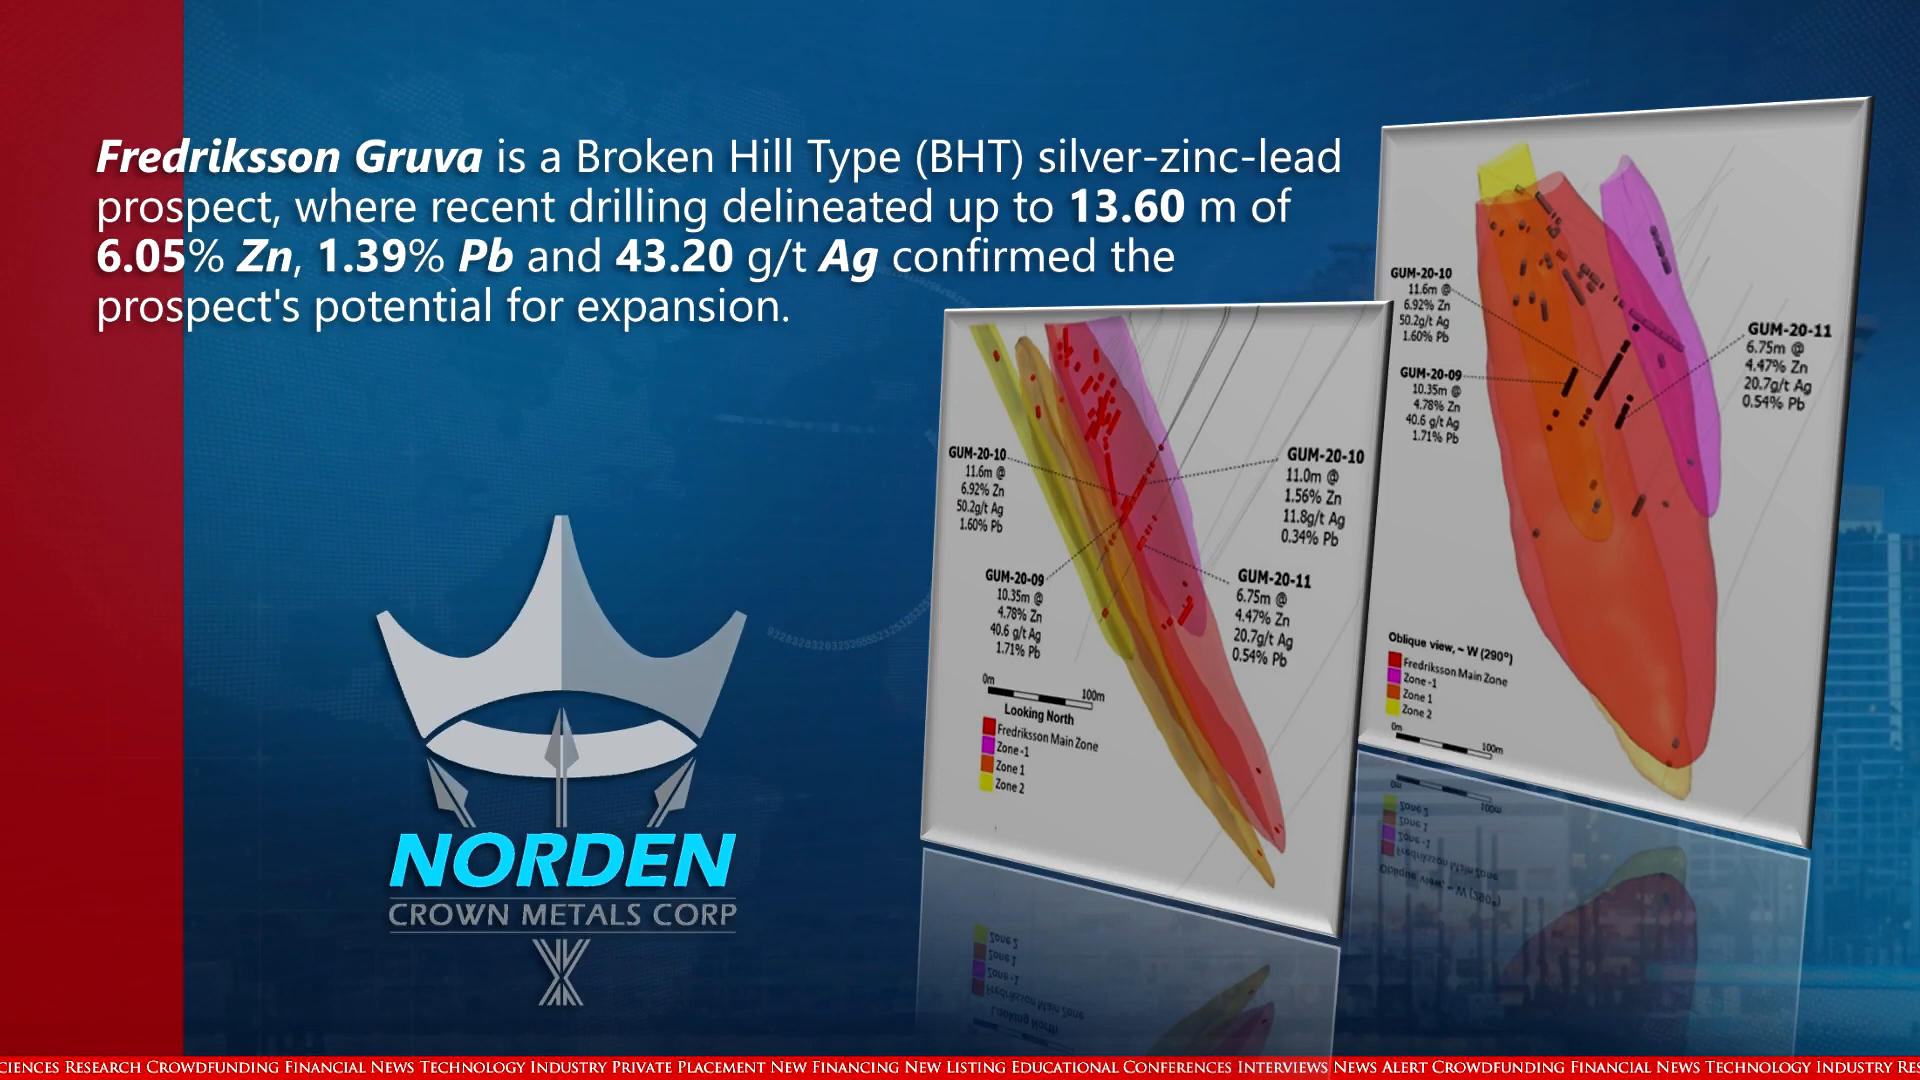 Fredriksson Gruva is a Broken Hill Type (BHT) silver-zinc-lead
prospect, where recent drilling delineated up to 13.60 m of
6.05% Zn, 1.39% Pb and 43.20 g/t Ag confirmed the
prospect's potential for expansion.
NORDEN
CROWN METALS CORP
GUM-20-10
11.6m @
6.92% Zn
50.2g/t Ag
1.60% Pb
GUM-20-09
10.35m @
4.78% Zn
40.6 g/t Ag
1.71% Pb
GUM-20-10
11.0m @
1.56% Zn
11.8g/t Ag
0.34% Pb
GUM-20-11
6.75m @
4.47% Zn
20.7g/t Ag
0.54% Pb
0m 100m
Looking North
Fredriksson Main Zone
Zone -1
Zone 1
Zone 2
GUM-20-10
11.6m @
6.92% Zn
50.2g/t Ag
1.60% Pb
GUM-20-09
10.35m @
4.78% Zn
40.6 g/t Ag
1.71% Pb
GUM-20-11
6.75m @
4.47% Zn
20.7g/t Ag
0.54% Pb
Oblique view, ~ W (290°)
Fredriksson Main Zone
Zone -1
Zone 1
Zone 2
0m 100m
CIENCES RESEARCH CROWDFUNDING FINANCIAL NEWS TECHNOLOGY INDUSTRY PRIVATE PLACEMENT NEW FINANCING NEW LISTING EDUCATIONAL CONFERENCES INTERVIEWS NEWS ALERT CROWDFUNDING FINANCIAL NEWS TECHNOLOGY INDUSTRY RES